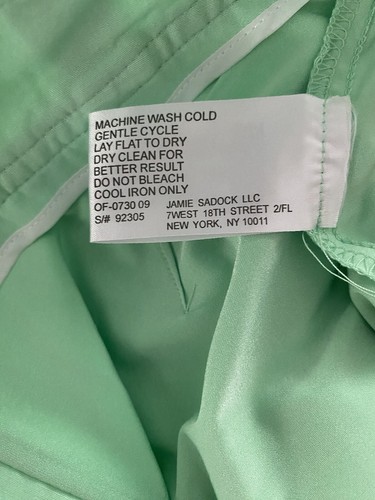 MACHINE WASH COLD
GENTLE CYCLE
LAY FLAT TO DRY
DRY CLEAN FOR
BETTER RESULT
DO NOT BLEACH
COOL IRON ONLY
OF-0730 09 JAMIE SADOCK LLC
S/# 92305 7WEST 18TH STREET 2/FL
NEW YORK, NY 10011